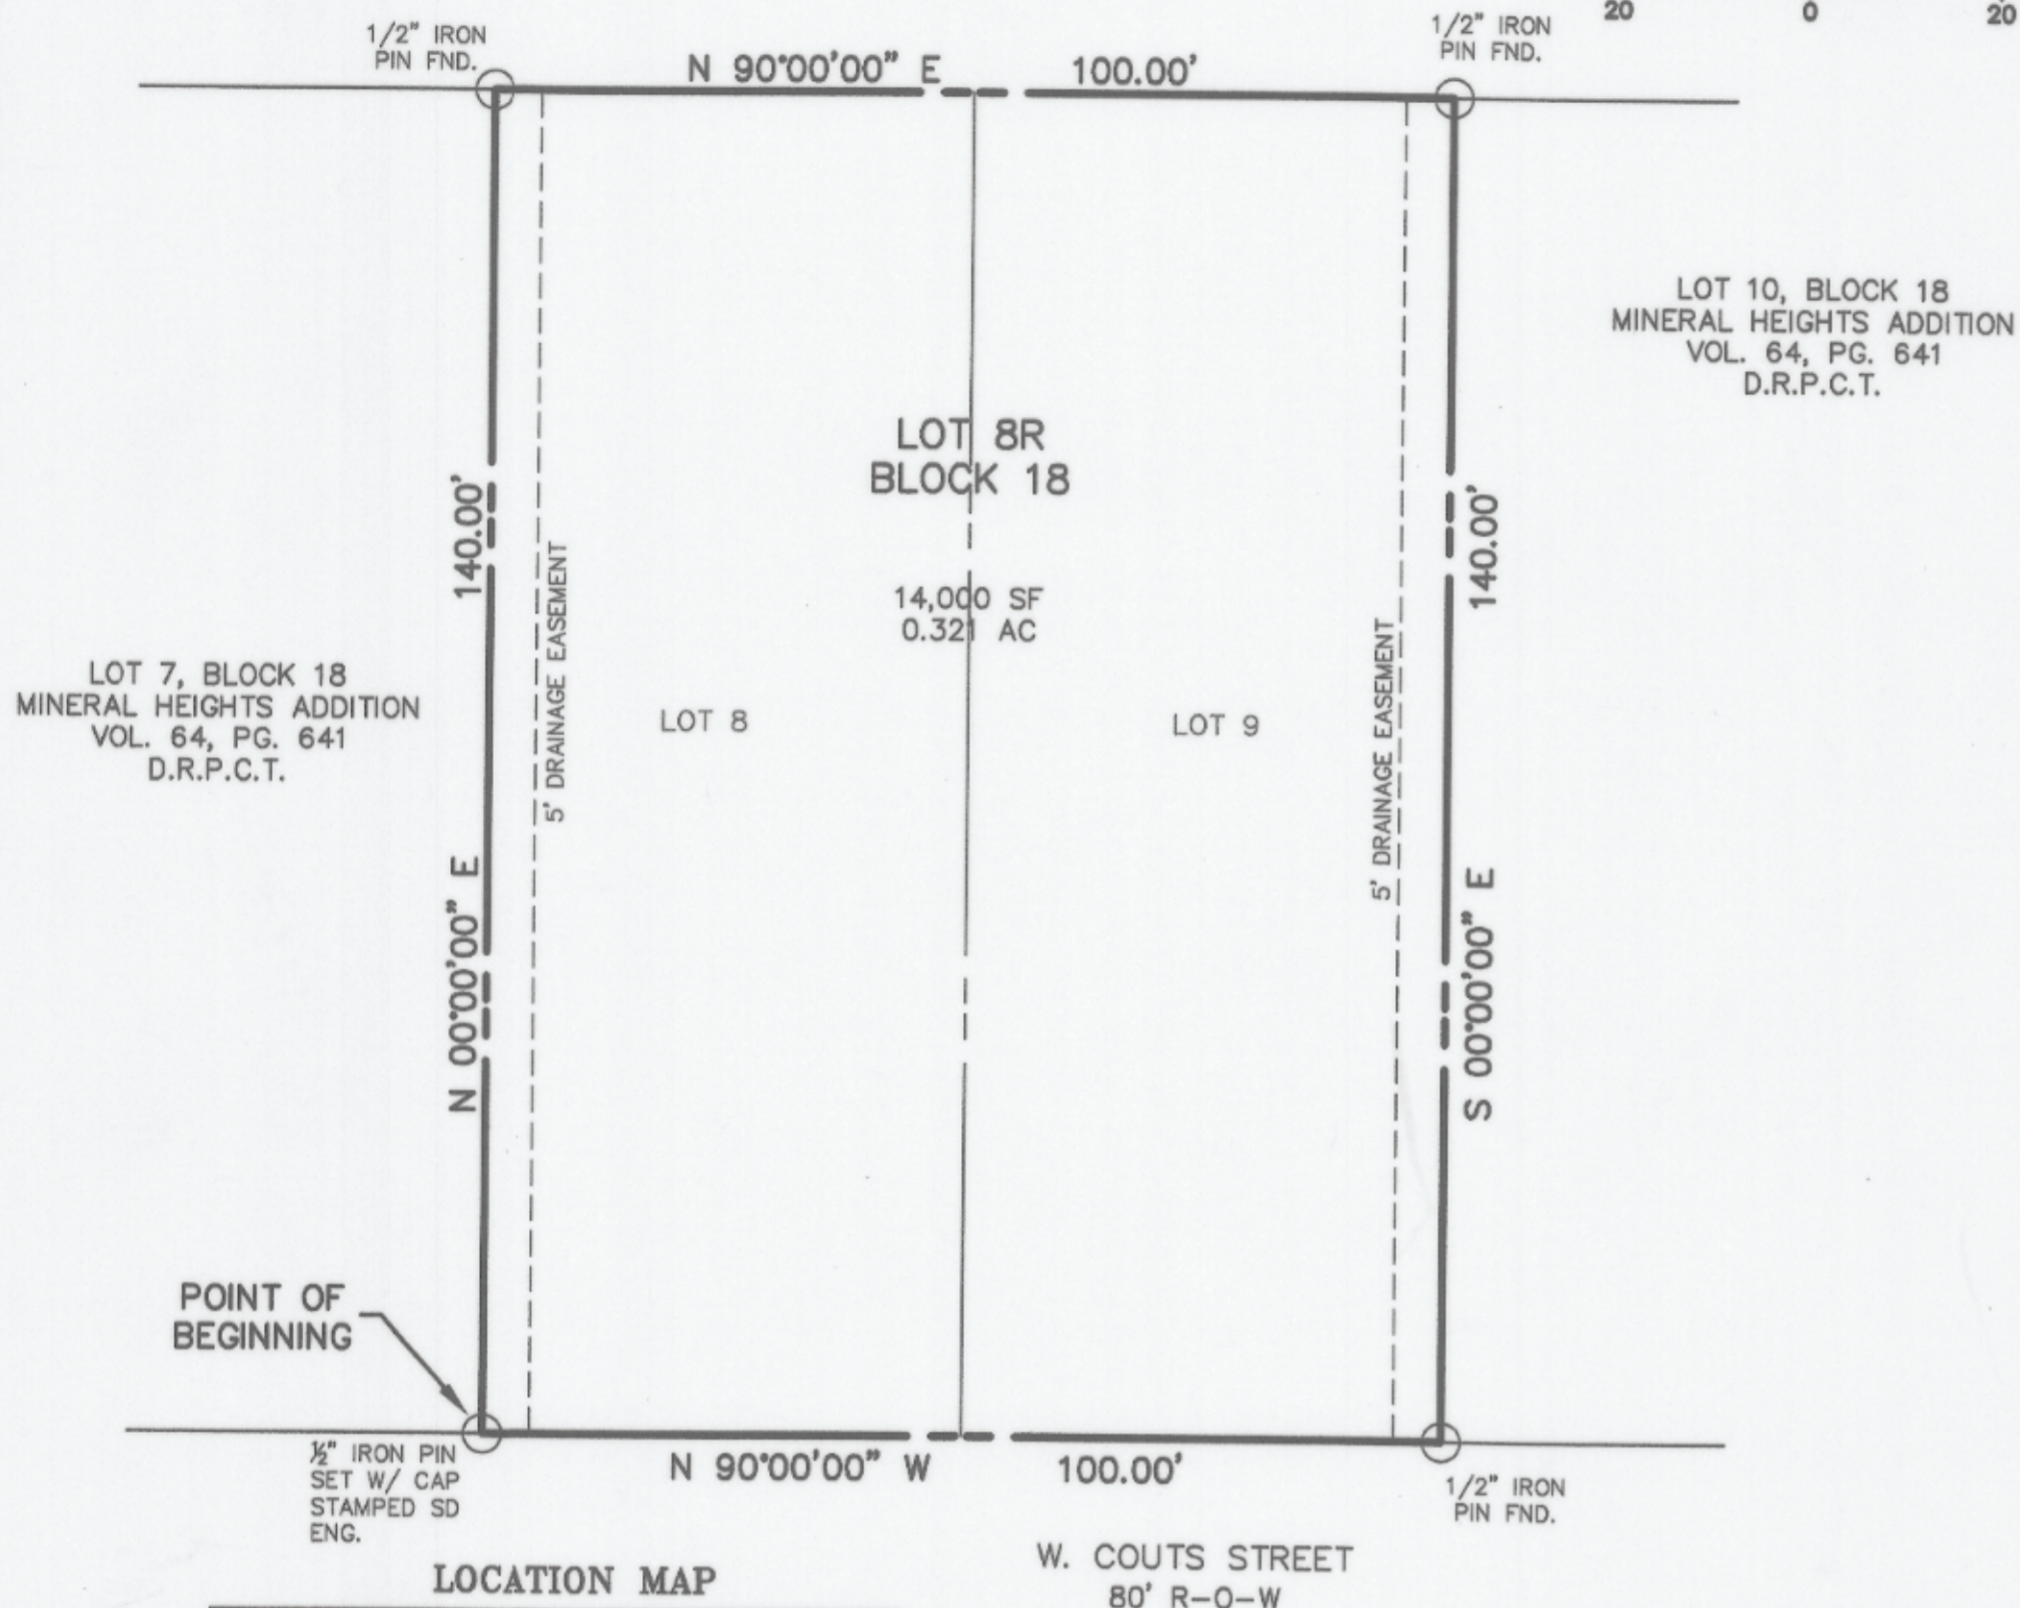 20 0 20
1/2" IRON
PIN FND.
N 90°00'00" E 100.00'
1/2" IRON
PIN FND.
LOT 10, BLOCK 18
MINERAL HEIGHTS ADDITION
VOL. 64, PG. 641
D.R.P.C.T.
LOT 8R
BLOCK 18
140.00'
140.00'
14,000 SF
0.321 AC
5' DRAINAGE EASEMENT
5' DRAINAGE EASEMENT
LOT 7, BLOCK 18
MINERAL HEIGHTS ADDITION
VOL. 64, PG. 641
D.R.P.C.T.
LOT 8
LOT 9
N 00°00'00" E
S 00°00'00" E
POINT OF
BEGINNING
½" IRON PIN
SET W/ CAP
STAMPED SD
ENG.
N 90°00'00" W 100.00'
1/2" IRON
PIN FND.
W. COUTS STREET
80' R-O-W
LOCATION MAP